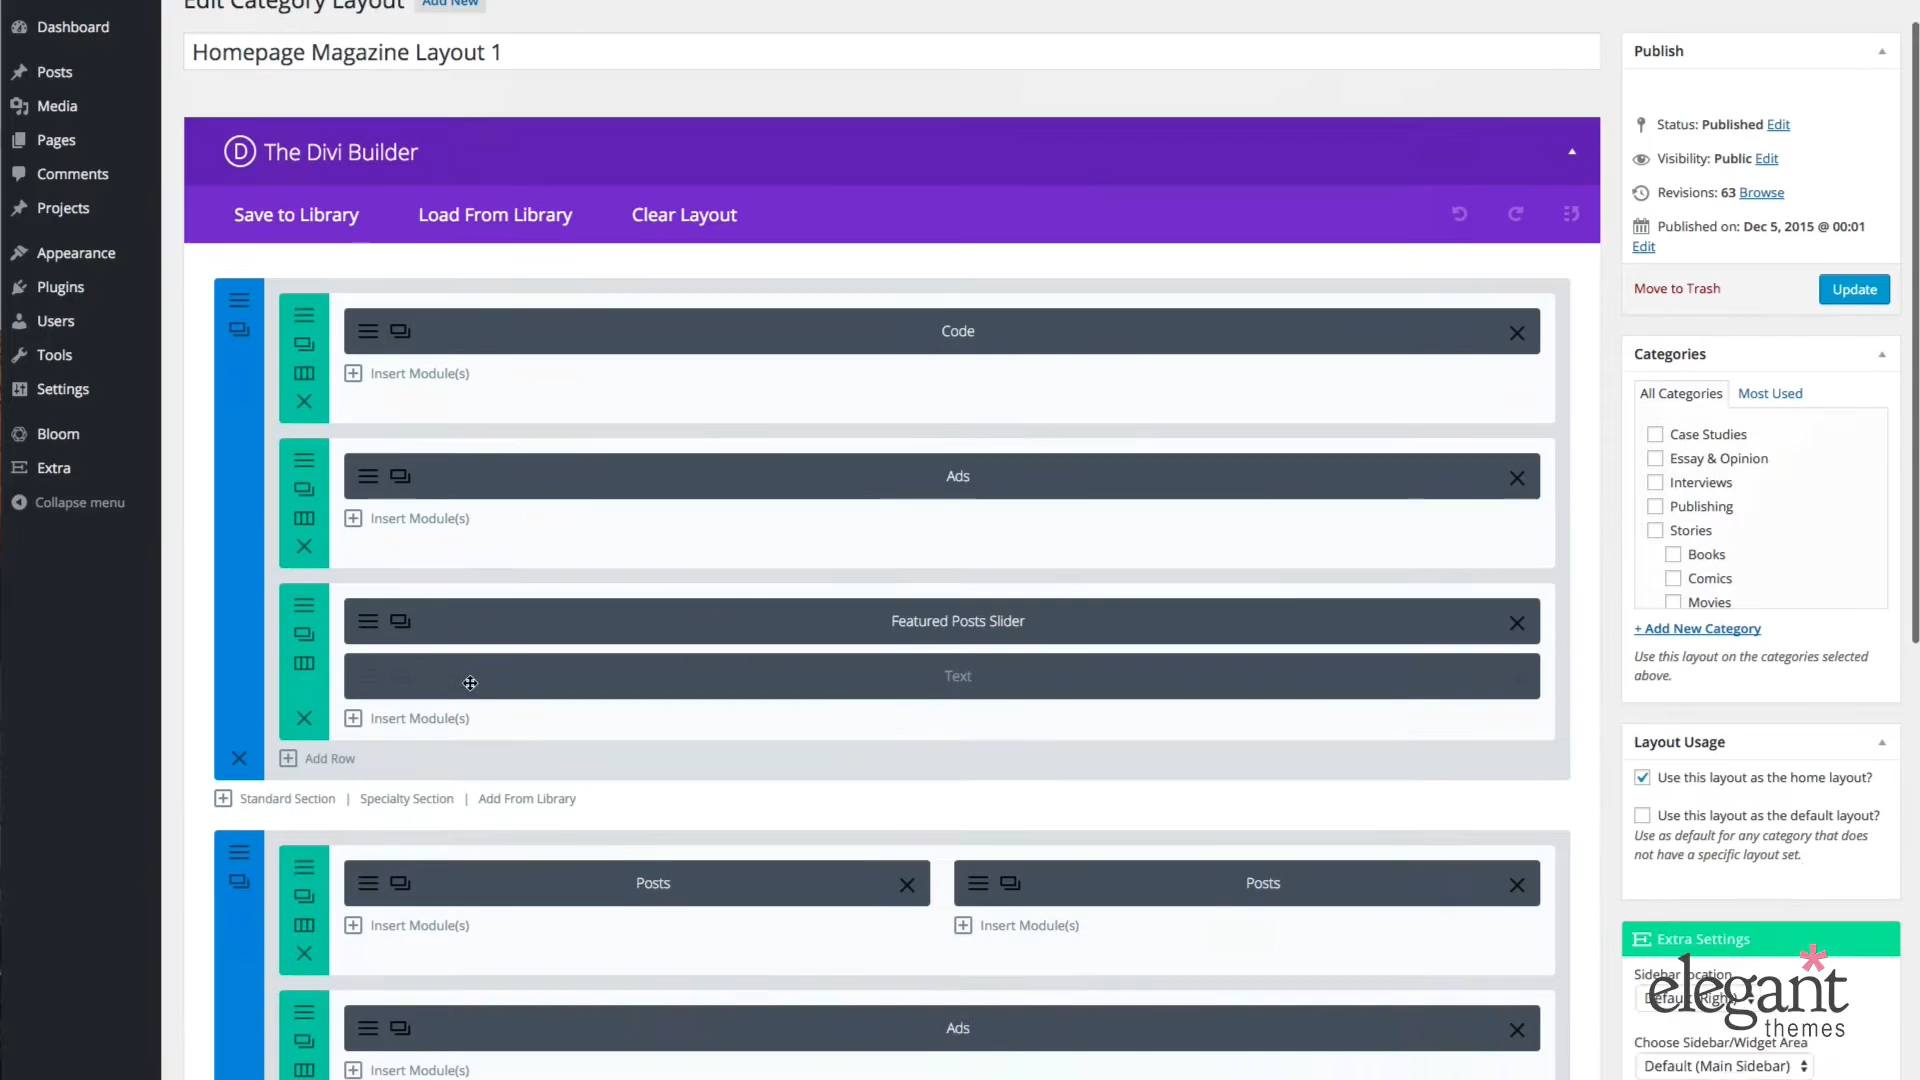 Edit Category Layout Add New
Homepage Magazine Layout 1
Dashboard
Posts
Media
Pages
Comments
Projects
Appearance
Plugins
Users
Tools
Settings
Bloom
Extra
Collapse menu
D The Divi Builder
Save to Library Load From Library Clear Layout
Code
Insert Module(s)
Ads
Insert Module(s)
Featured Posts Slider
Text
Insert Module(s)
Add Row
Standard Section | Specialty Section | Add From Library
Posts Posts
Insert Module(s) Insert Module(s)
Ads
Insert Module(s)
Publish
Status: Published Edit
Visibility: Public Edit
Revisions: 63 Browse
Published on: Dec 5, 2015 @ 00:01
Edit
Move to Trash Update
Categories
All Categories Most Used
Case Studies
Essay & Opinion
Interviews
Publishing
Stories
Books
Comics
Movies
+ Add New Category
Use this layout on the categories selected
above.
Layout Usage
Use this layout as the home layout?
Use this layout as the default layout?
Use as default for any category that does
not have a specific layout set.
Extra Settings
Sidebar Location
Default (Right)
elegant
themes
Choose Sidebar/Widget Area
Default (Main Sidebar)